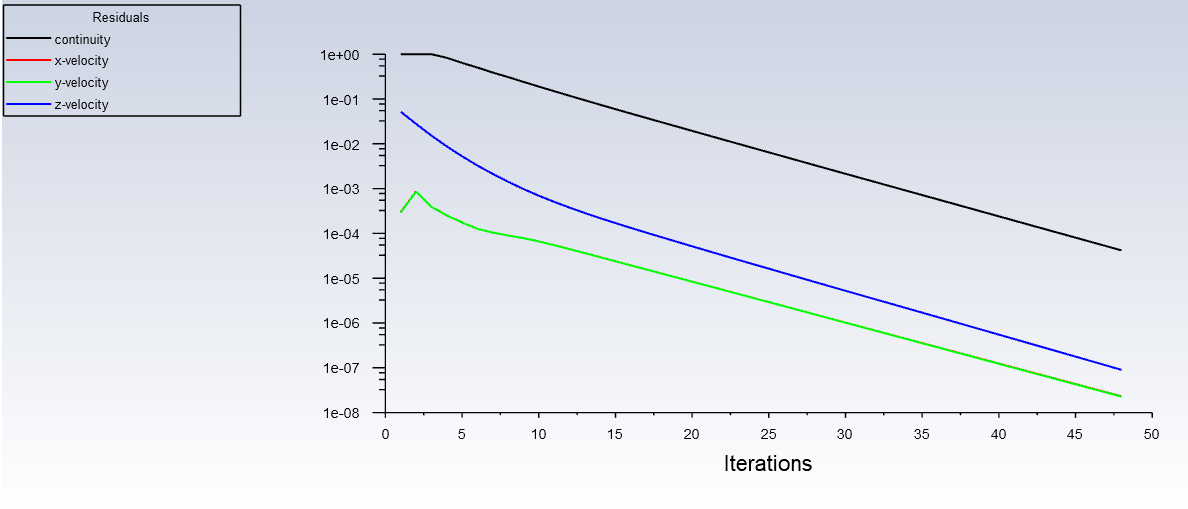 Residuals
continuity
x-velocity
y-velocity
z-velocity
1e+00
1e-01
1e-02
1e-03
1e-04
1e-05
1e-06
1e-07
1e-08
0 5 10 15 20 25 30 35 40 45 50
Iterations